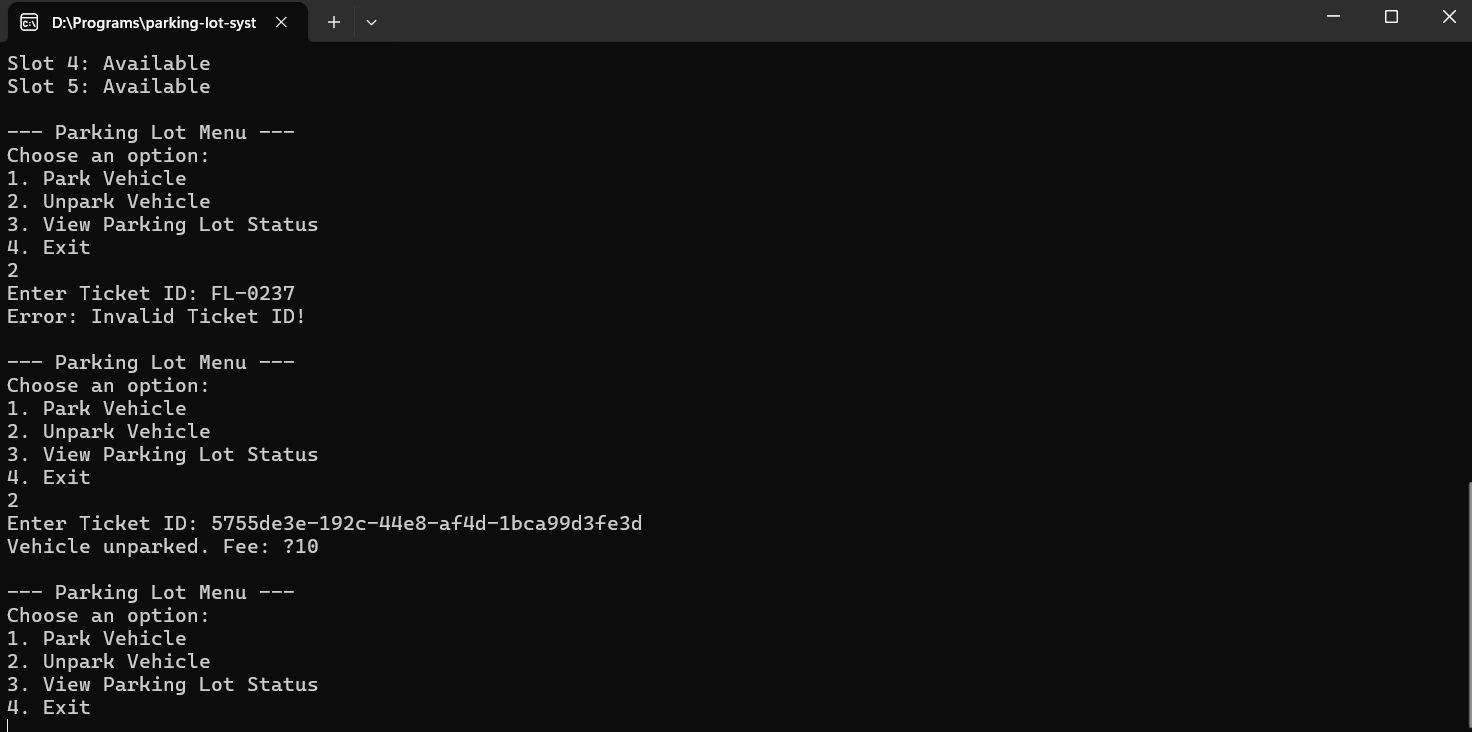 D:\Programs\parking-lot-syst
Slot 4: Available
Slot 5: Available
--- Parking Lot Menu ---
Choose an option:
1. Park Vehicle
2. Unpark Vehicle
3. View Parking Lot Status
4. Exit
2
Enter Ticket ID: FL-0237
Error: Invalid Ticket ID!
--- Parking Lot Menu ---
Choose an option:
1. Park Vehicle
2. Unpark Vehicle
3. View Parking Lot Status
4. Exit
2
Enter Ticket ID: 5755de3e-192c-44e8-af4d-1bca99d3fe3d
Vehicle unparked. Fee: ?10
--- Parking Lot Menu ---
Choose an option:
1. Park Vehicle
2. Unpark Vehicle
3. View Parking Lot Status
4. Exit